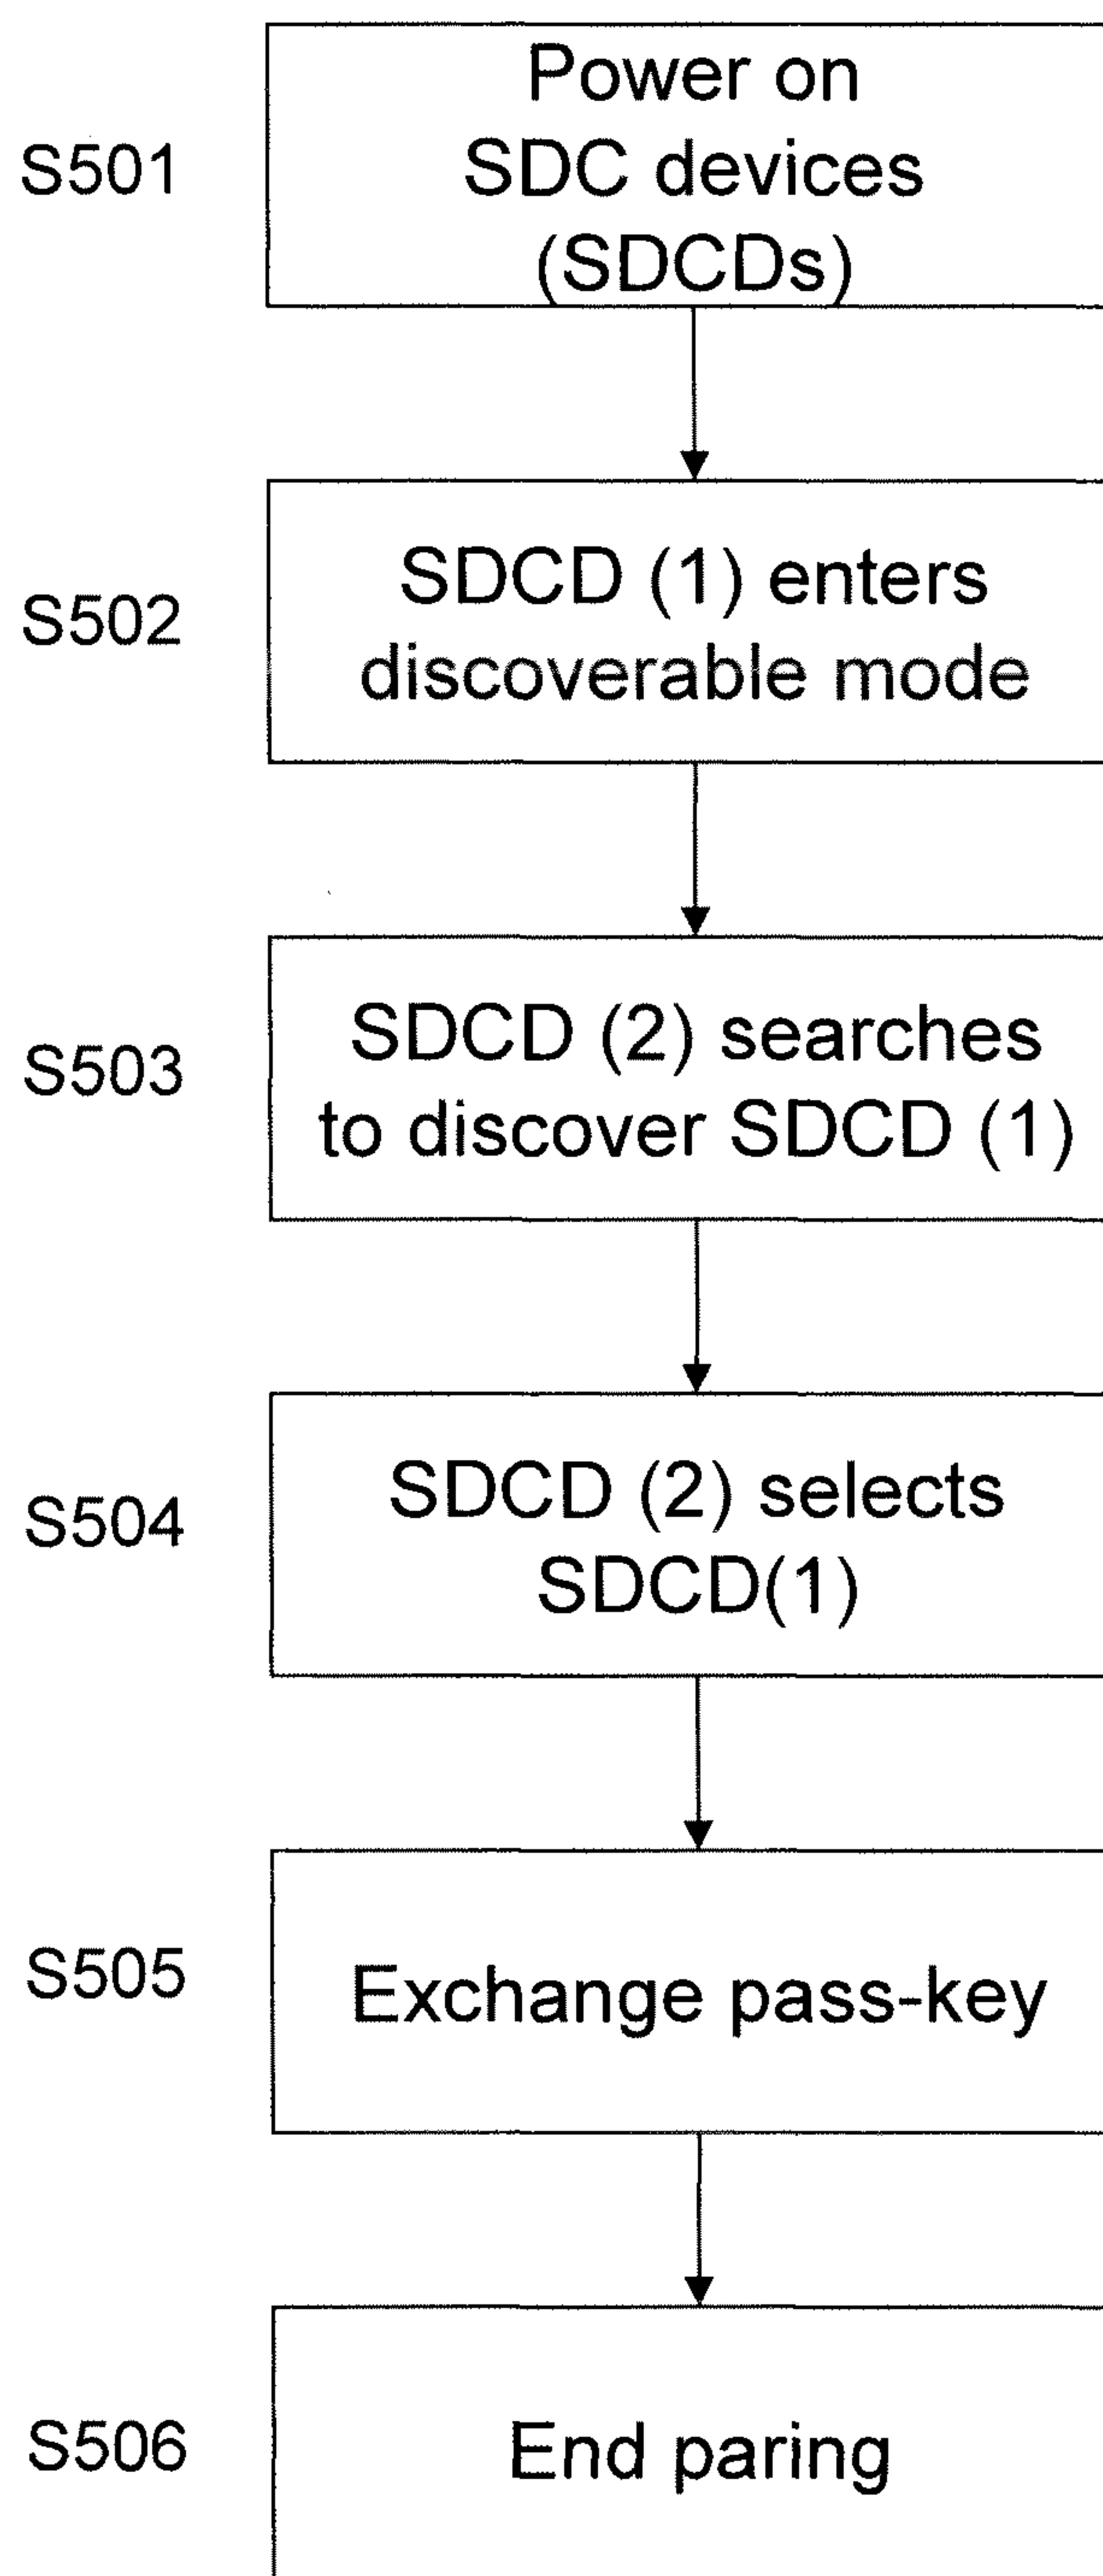 S501
Power on
SDC devices
(SDCDs)
S502
SDCD (1) enters
discoverable mode
S503
SDCD (2) searches
to discover SDCD (1)
S504
SDCD (2) selects
SDCD(1)
S505
Exchange pass-key
S506
End paring